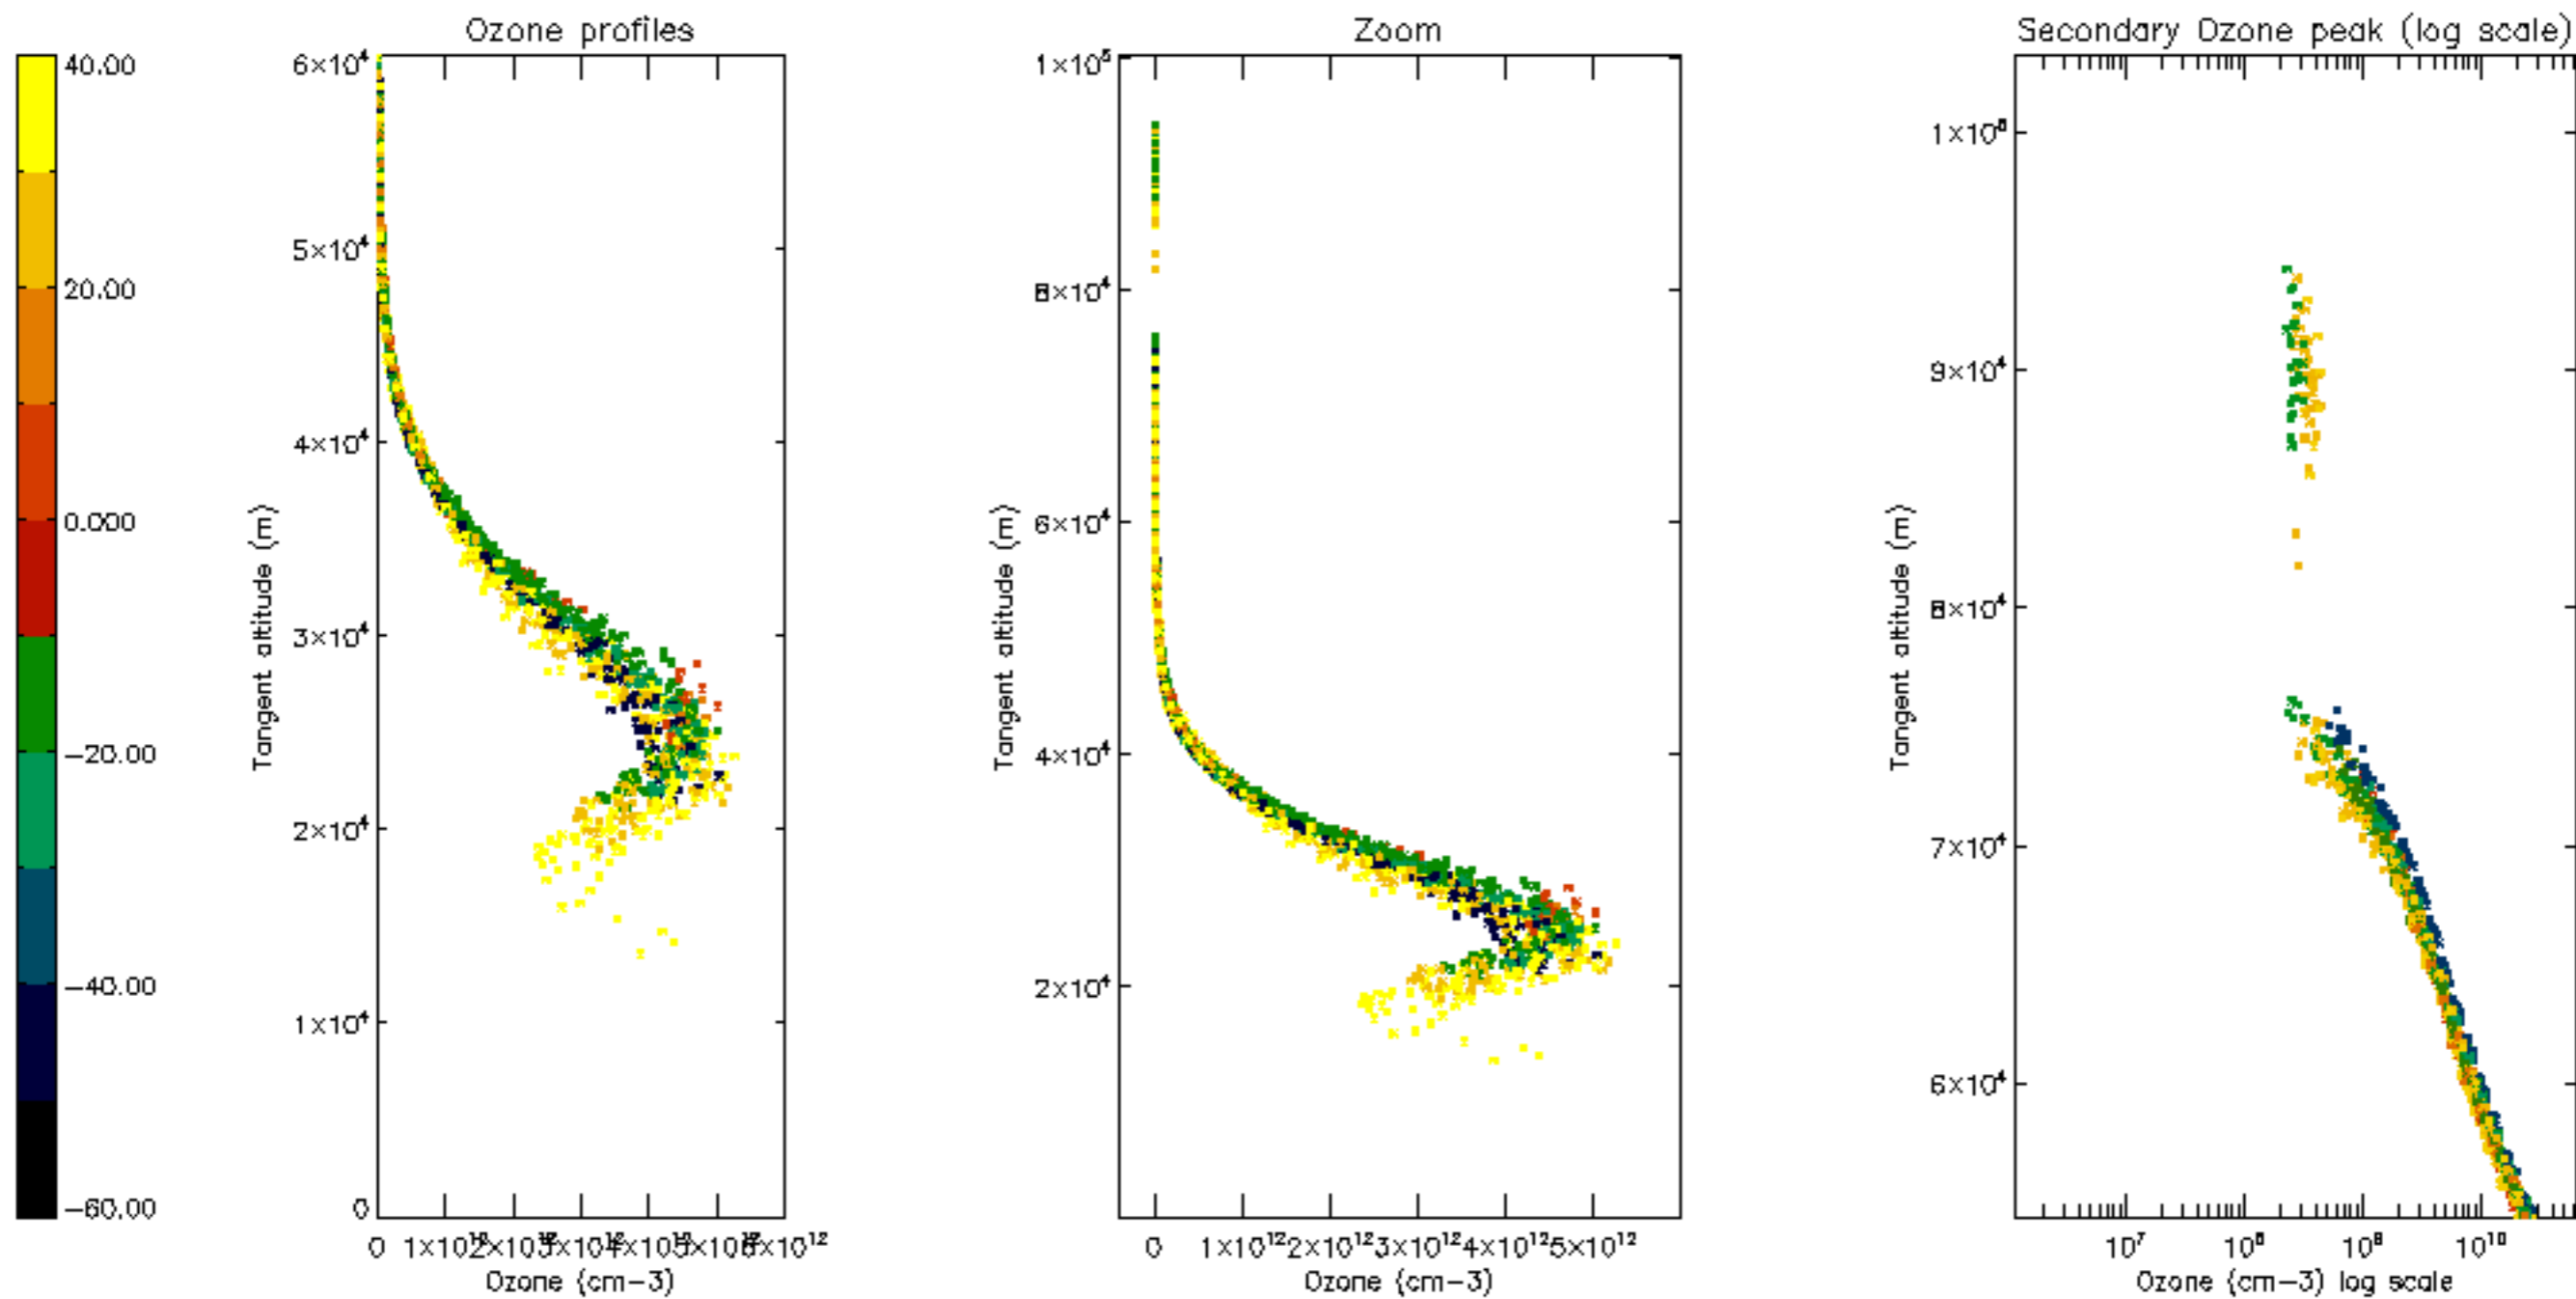 Ozone profiles
Zoom
Secondary Ozone peak (log scale)
40.00
20.00
0.000
−20.00
−40.00
−60.00
6×10⁴
5×10⁴
4×10⁴
3×10⁴
2×10⁴
1×10⁴
0
Tangent altitude (m)
0
Ozone (cm−3)
1×10⁵
8×10⁴
6×10⁴
4×10⁴
2×10⁴
Tangent altitude (m)
0 1×10¹² 2×10¹² 3×10¹² 4×10¹² 5×10¹²
Ozone (cm−3)
9×10⁴
8×10⁴
7×10⁴
6×10⁴
Tangent altitude (m)
10⁷ 10⁸ 10⁹ 10¹⁰
Ozone (cm−3) log scale